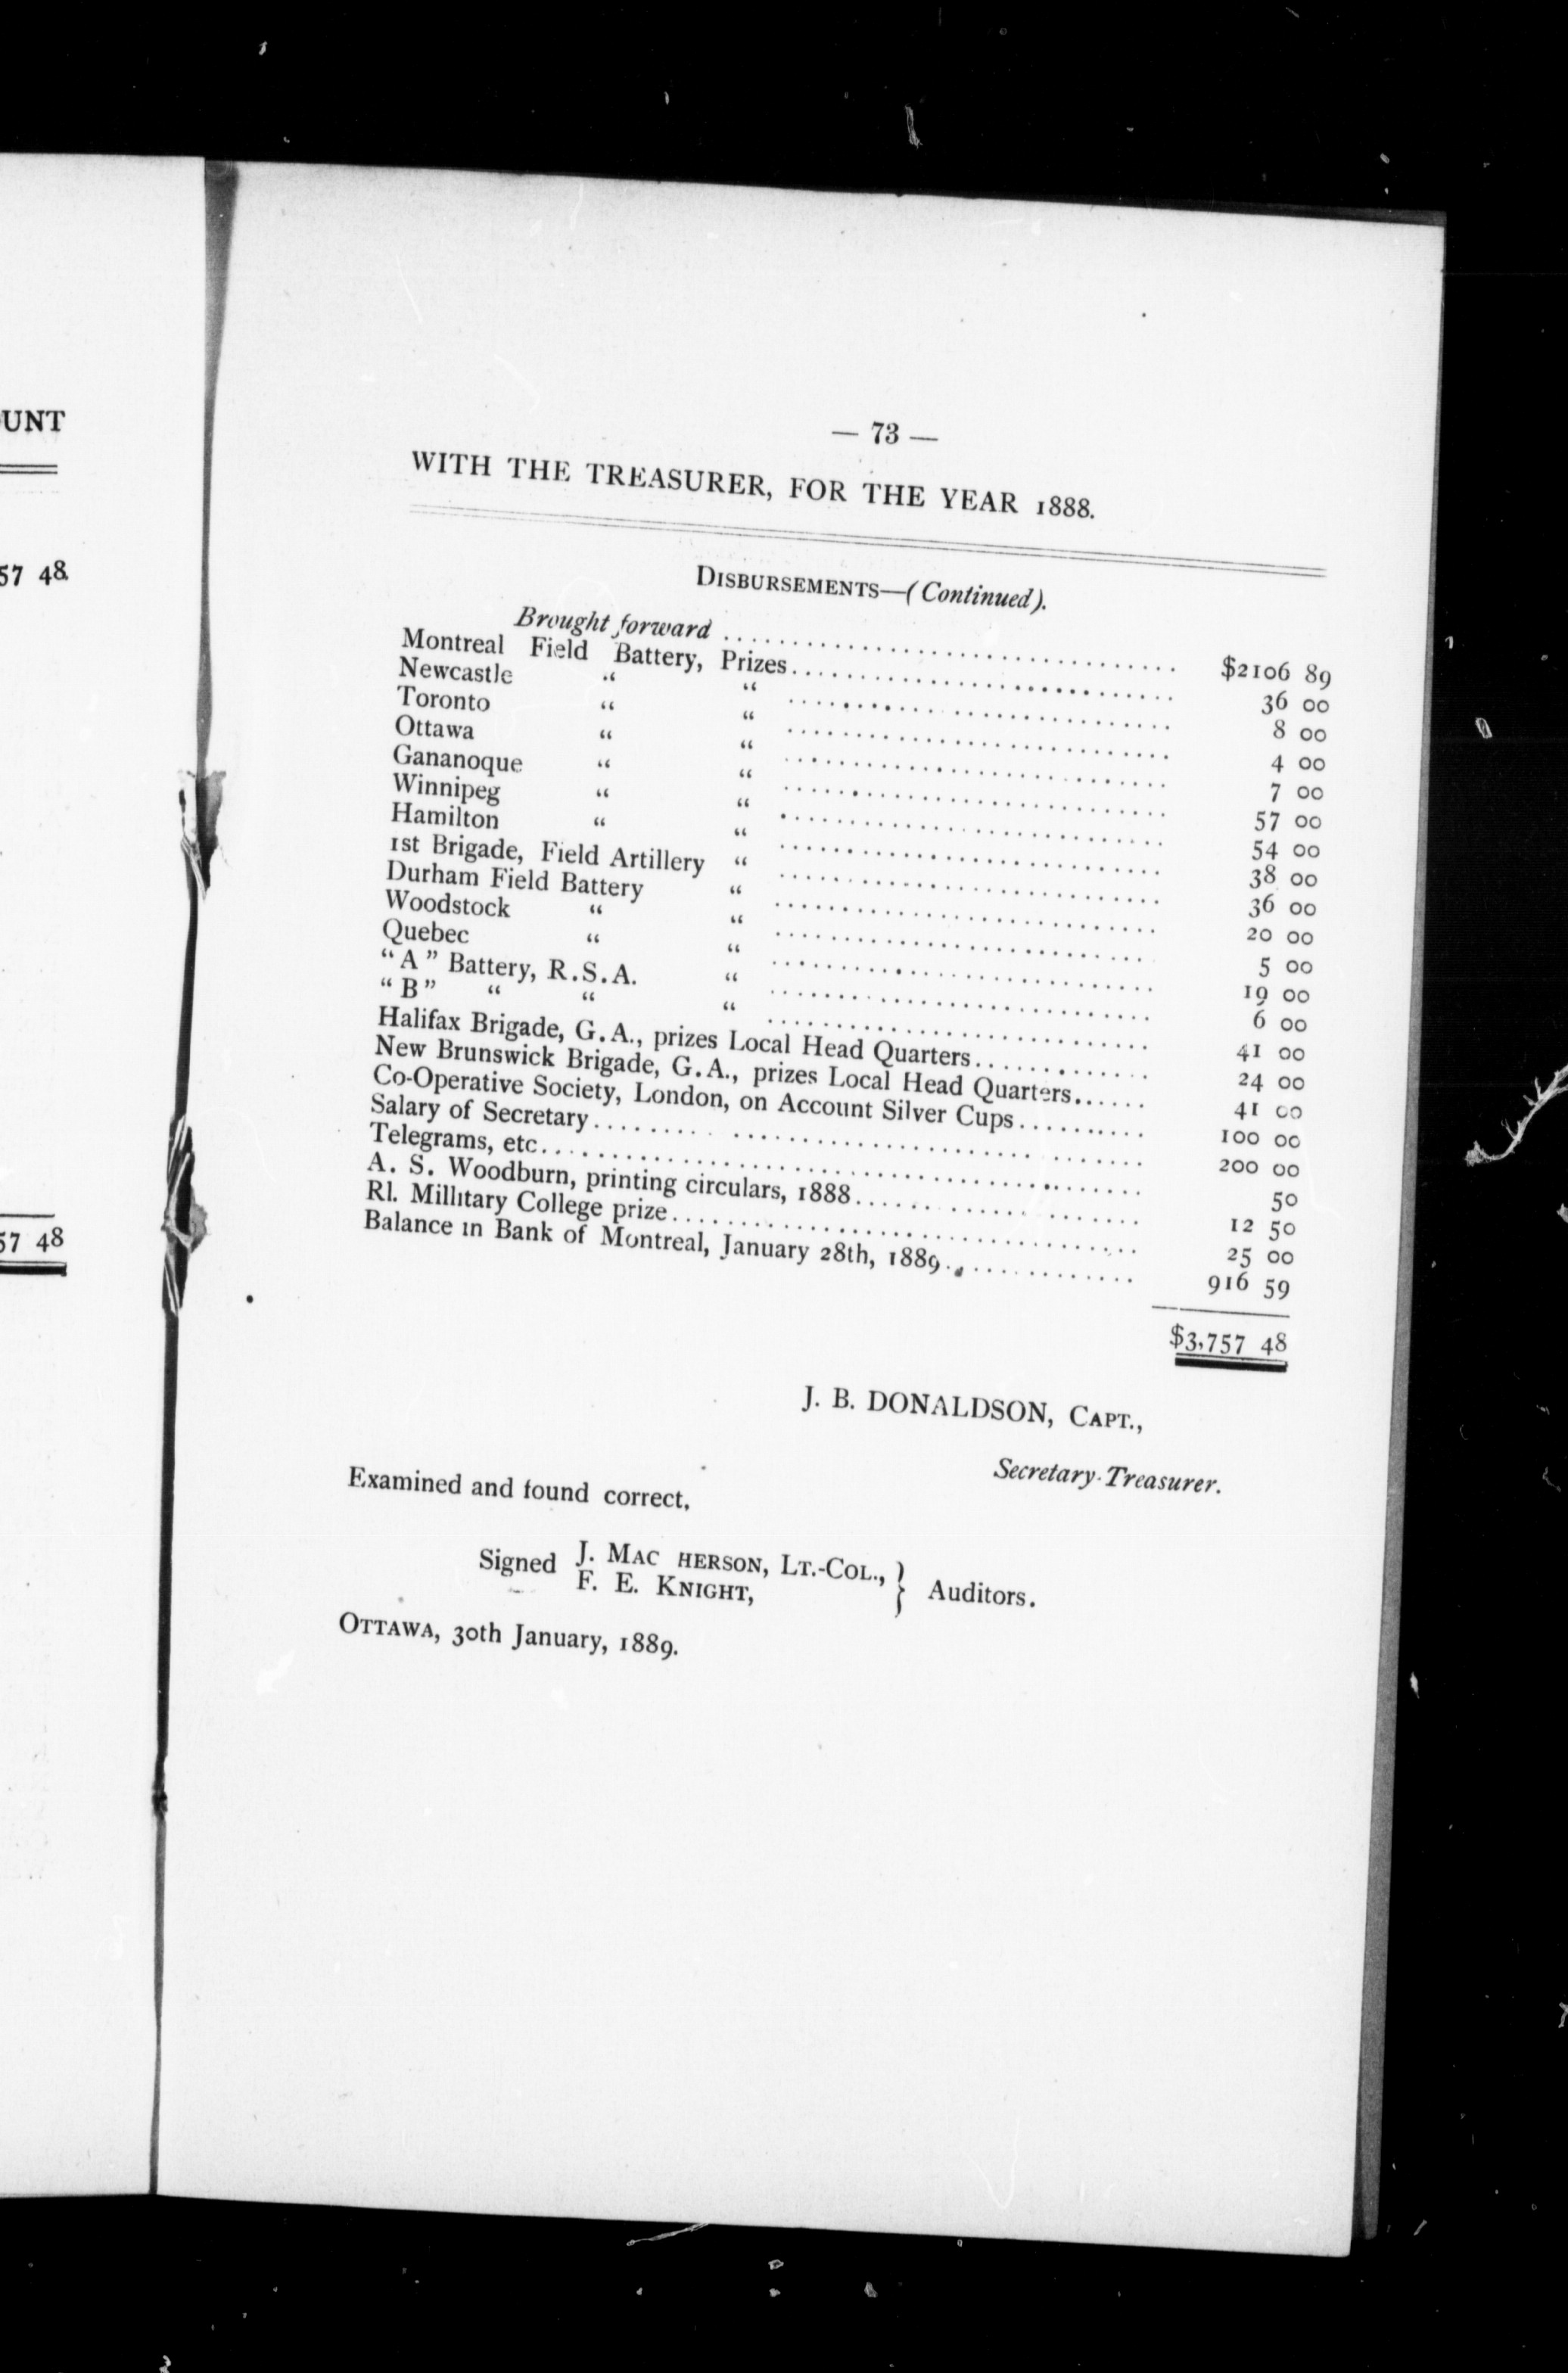 UNT
57 48
57 48
— 73 —
WITH THE TREASURER, FOR THE YEAR 1888.
DISBURSEMENTS—(Continued).
Brought forward ........ $2106 89
Montreal Field Battery, Prizes ........ 36 00
Newcastle “ “ ........ 8 00
Toronto “ “ ........ 4 00
Ottawa “ “ ........ 7 00
Gananoque “ “ ........ 57 00
Winnipeg “ “ ........ 54 00
Hamilton “ “ ........ 38 00
1st Brigade, Field Artillery “ ........ 36 00
Durham Field Battery “ ........ 20 00
Woodstock “ “ ........ 5 00
Quebec “ “ ........ 19 00
“A” Battery, R.S.A. “ ........ 6 00
“B” “ “ “ ........ 41 00
Halifax Brigade, G.A., prizes Local Head Quarters ........ 24 00
New Brunswick Brigade, G.A., prizes Local Head Quarters ........ 41 00
Co-Operative Society, London, on Account Silver Cups ........ 100 00
Salary of Secretary ........ 200 00
Telegrams, etc ........ 50
A. S. Woodburn, printing circulars, 1888 ........ 12 50
Rl. Millitary College prize ........ 25 00
Balance in Bank of Montreal, January 28th, 1889 ........ 916 59
$3,757 48
J. B. DONALDSON, CAPT.,
Secretary-Treasurer.
Examined and found correct,
Signed J. MAC HERSON, LT.-COL., } Auditors.
F. E. KNIGHT,
OTTAWA, 30th January, 1889.